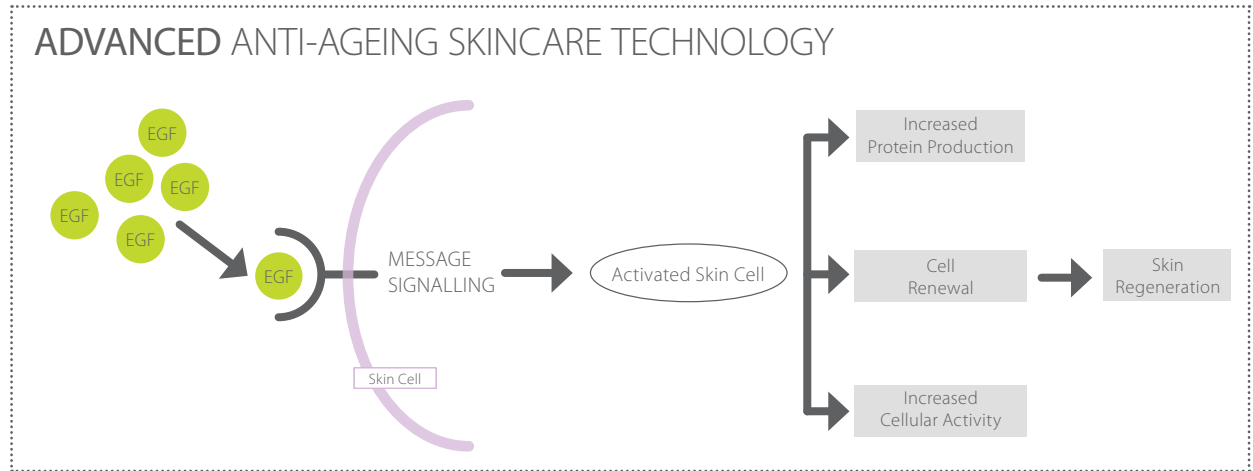 ADVANCED ANTI-AGEING SKINCARE TECHNOLOGY
EGF
EGF
EGF
EGF
EGF
EGF
MESSAGE
SIGNALLING
Skin Cell
Activated Skin Cell
Increased
Protein Production
Cell
Renewal
Skin
Regeneration
Increased
Cellular Activity